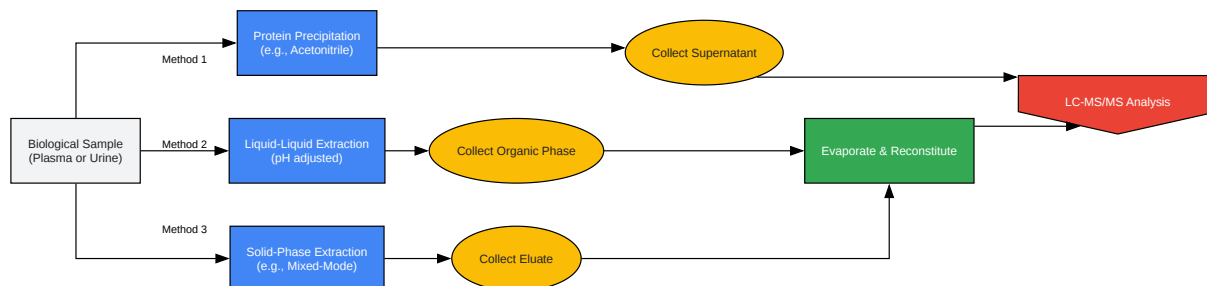 Protein Precipitation
(e.g., Acetonitrile)
Collect Supernatant
Method 1
LC-MS/MS Analysis
Biological Sample
(Plasma or Urine)
Method 2
Liquid-Liquid Extraction
(pH adjusted)
Collect Organic Phase
Evaporate & Reconstitute
Method 3
Solid-Phase Extraction
(e.g., Mixed-Mode)
Collect Eluate